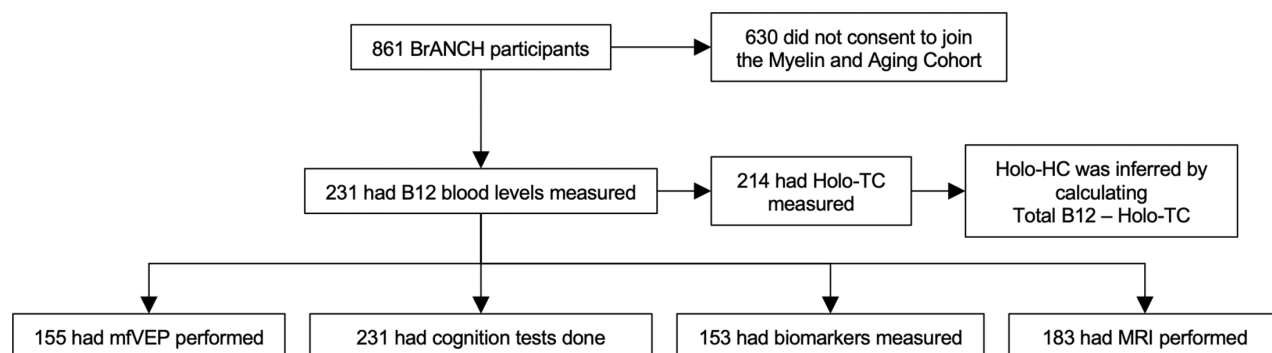 861 BrANCH participants
630 did not consent to join
the Myelin and Aging Cohort
231 had B12 blood levels measured
214 had Holo-TC
measured
Holo-HC was inferred by
calculating
Total B12 – Holo-TC
155 had mfVEP performed
231 had cognition tests done
153 had biomarkers measured
183 had MRI performed